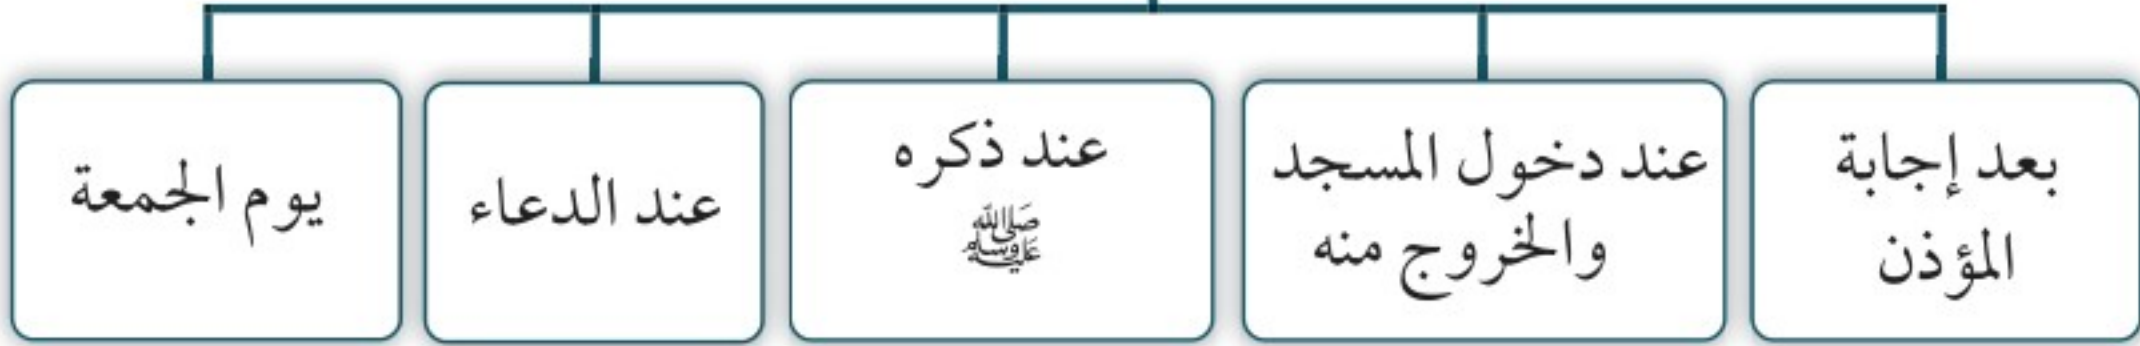 بعد إجابة
المؤذن
عند دخول المسجد
والخروج منه
عند ذكره
ﷺ
عند الدعاء
يوم الجمعة